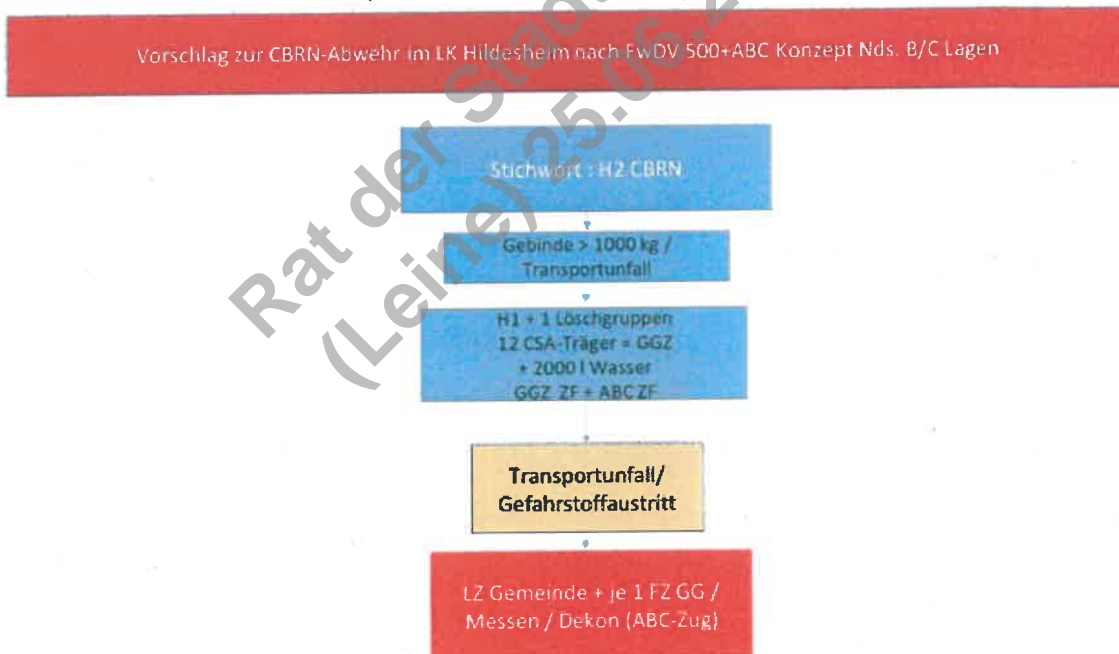 Vorschlag zur CBRN-Abwehr im LK Hildesheim nach FwDV 500+ABC Konzept Nds. B/C Lagen
Stichwort : H2 CBRN
Gebinde > 1000 kg /
Transportunfall
H1 + 1 Löschgruppen
12 CSA-Träger = GGZ
+ 2000 l Wasser
GGZ ZF + ABC ZF
Transportunfall/
Gefahrstoffaustritt
LZ Gemeinde + je 1 FZ GG /
Messen / Dekon (ABC-Zug)
Rat der
(Leine) 25.06.2